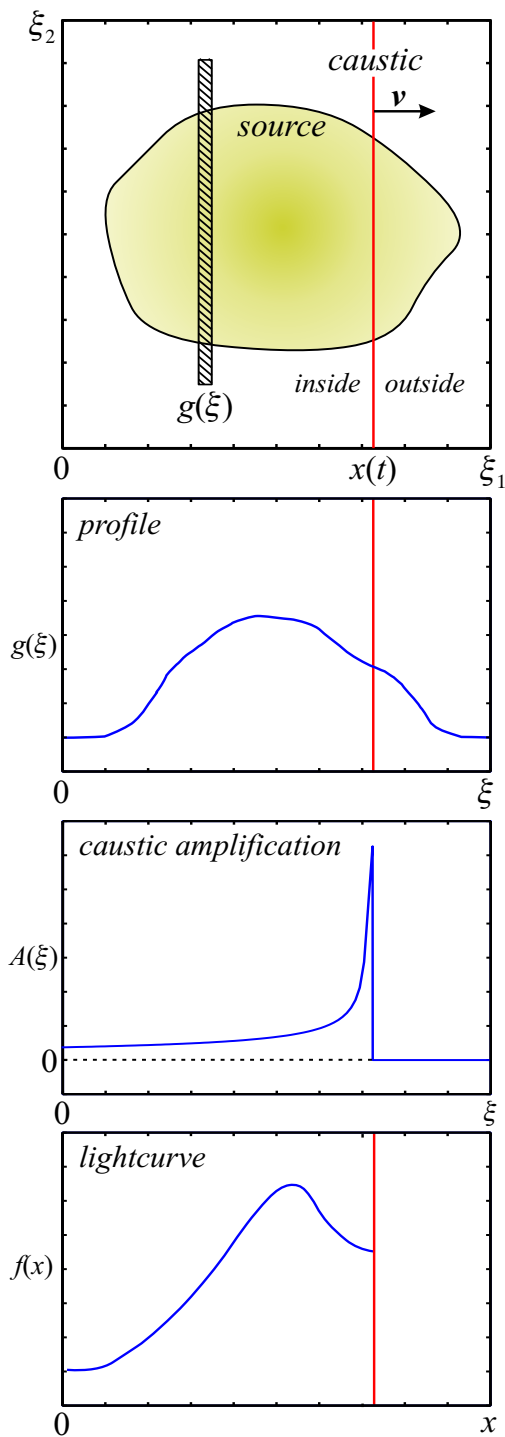 ξ₂
caustic
v
source
inside
outside
g(ξ)
0
x(t)
ξ₁
profile
g(ξ)
0
ξ
caustic amplification
A(ξ)
0
0
ξ
lightcurve
f(x)
0
x